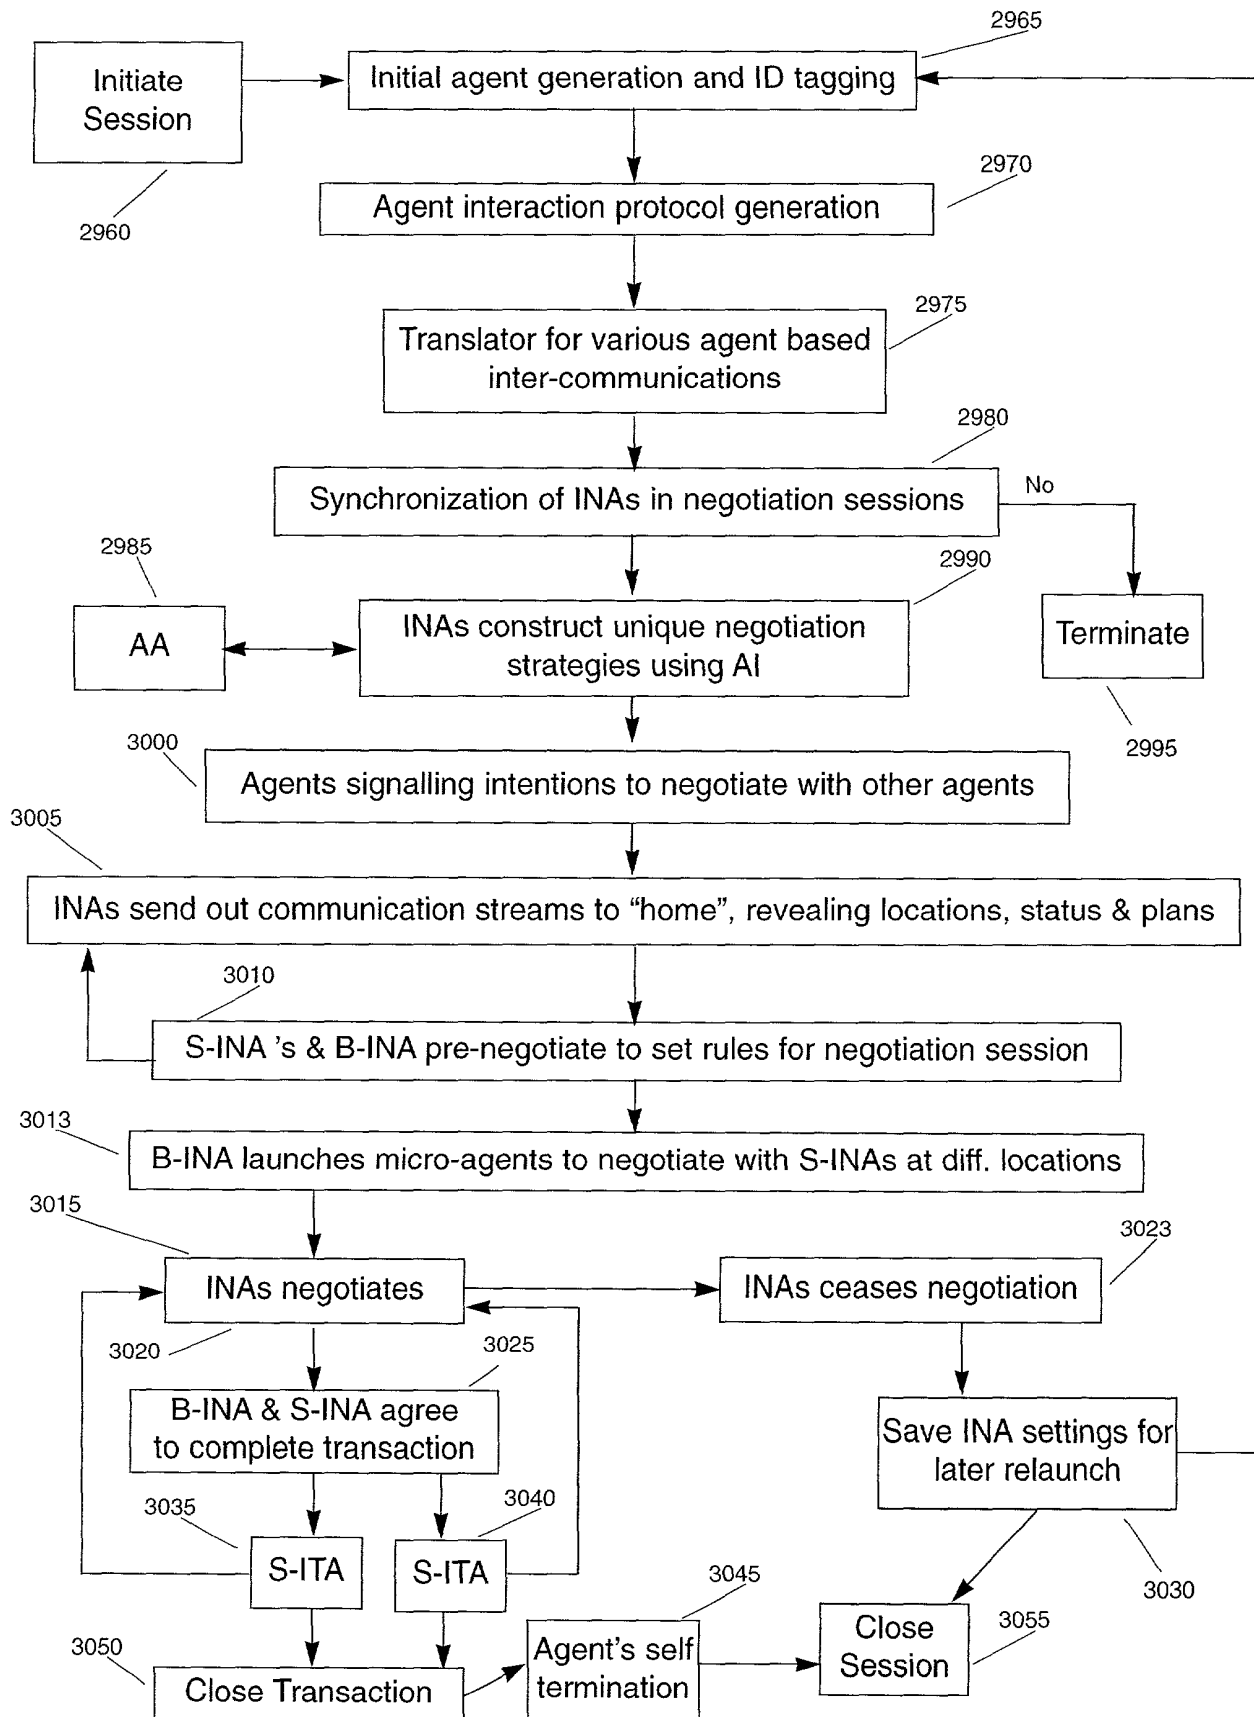 2965
Initiate
Session
Initial agent generation and ID tagging
2960
2970
Agent interaction protocol generation
2975
Translator for various agent based
inter-communications
2980
Synchronization of INAs in negotiation sessions
No
2985
2990
AA
INAs construct unique negotiation
strategies using AI
Terminate
2995
3000
Agents signalling intentions to negotiate with other agents
3005
INAs send out communication streams to “home”, revealing locations, status & plans
3010
S-INA 's & B-INA pre-negotiate to set rules for negotiation session
3013
B-INA launches micro-agents to negotiate with S-INAs at diff. locations
3015
3023
INAs negotiates
INAs ceases negotiation
3020
3025
B-INA & S-INA agree
to complete transaction
Save INA settings for
later relaunch
3035
3040
S-ITA
S-ITA
3030
3045
3050
Close Transaction
Agent's self
termination
Close
Session
3055